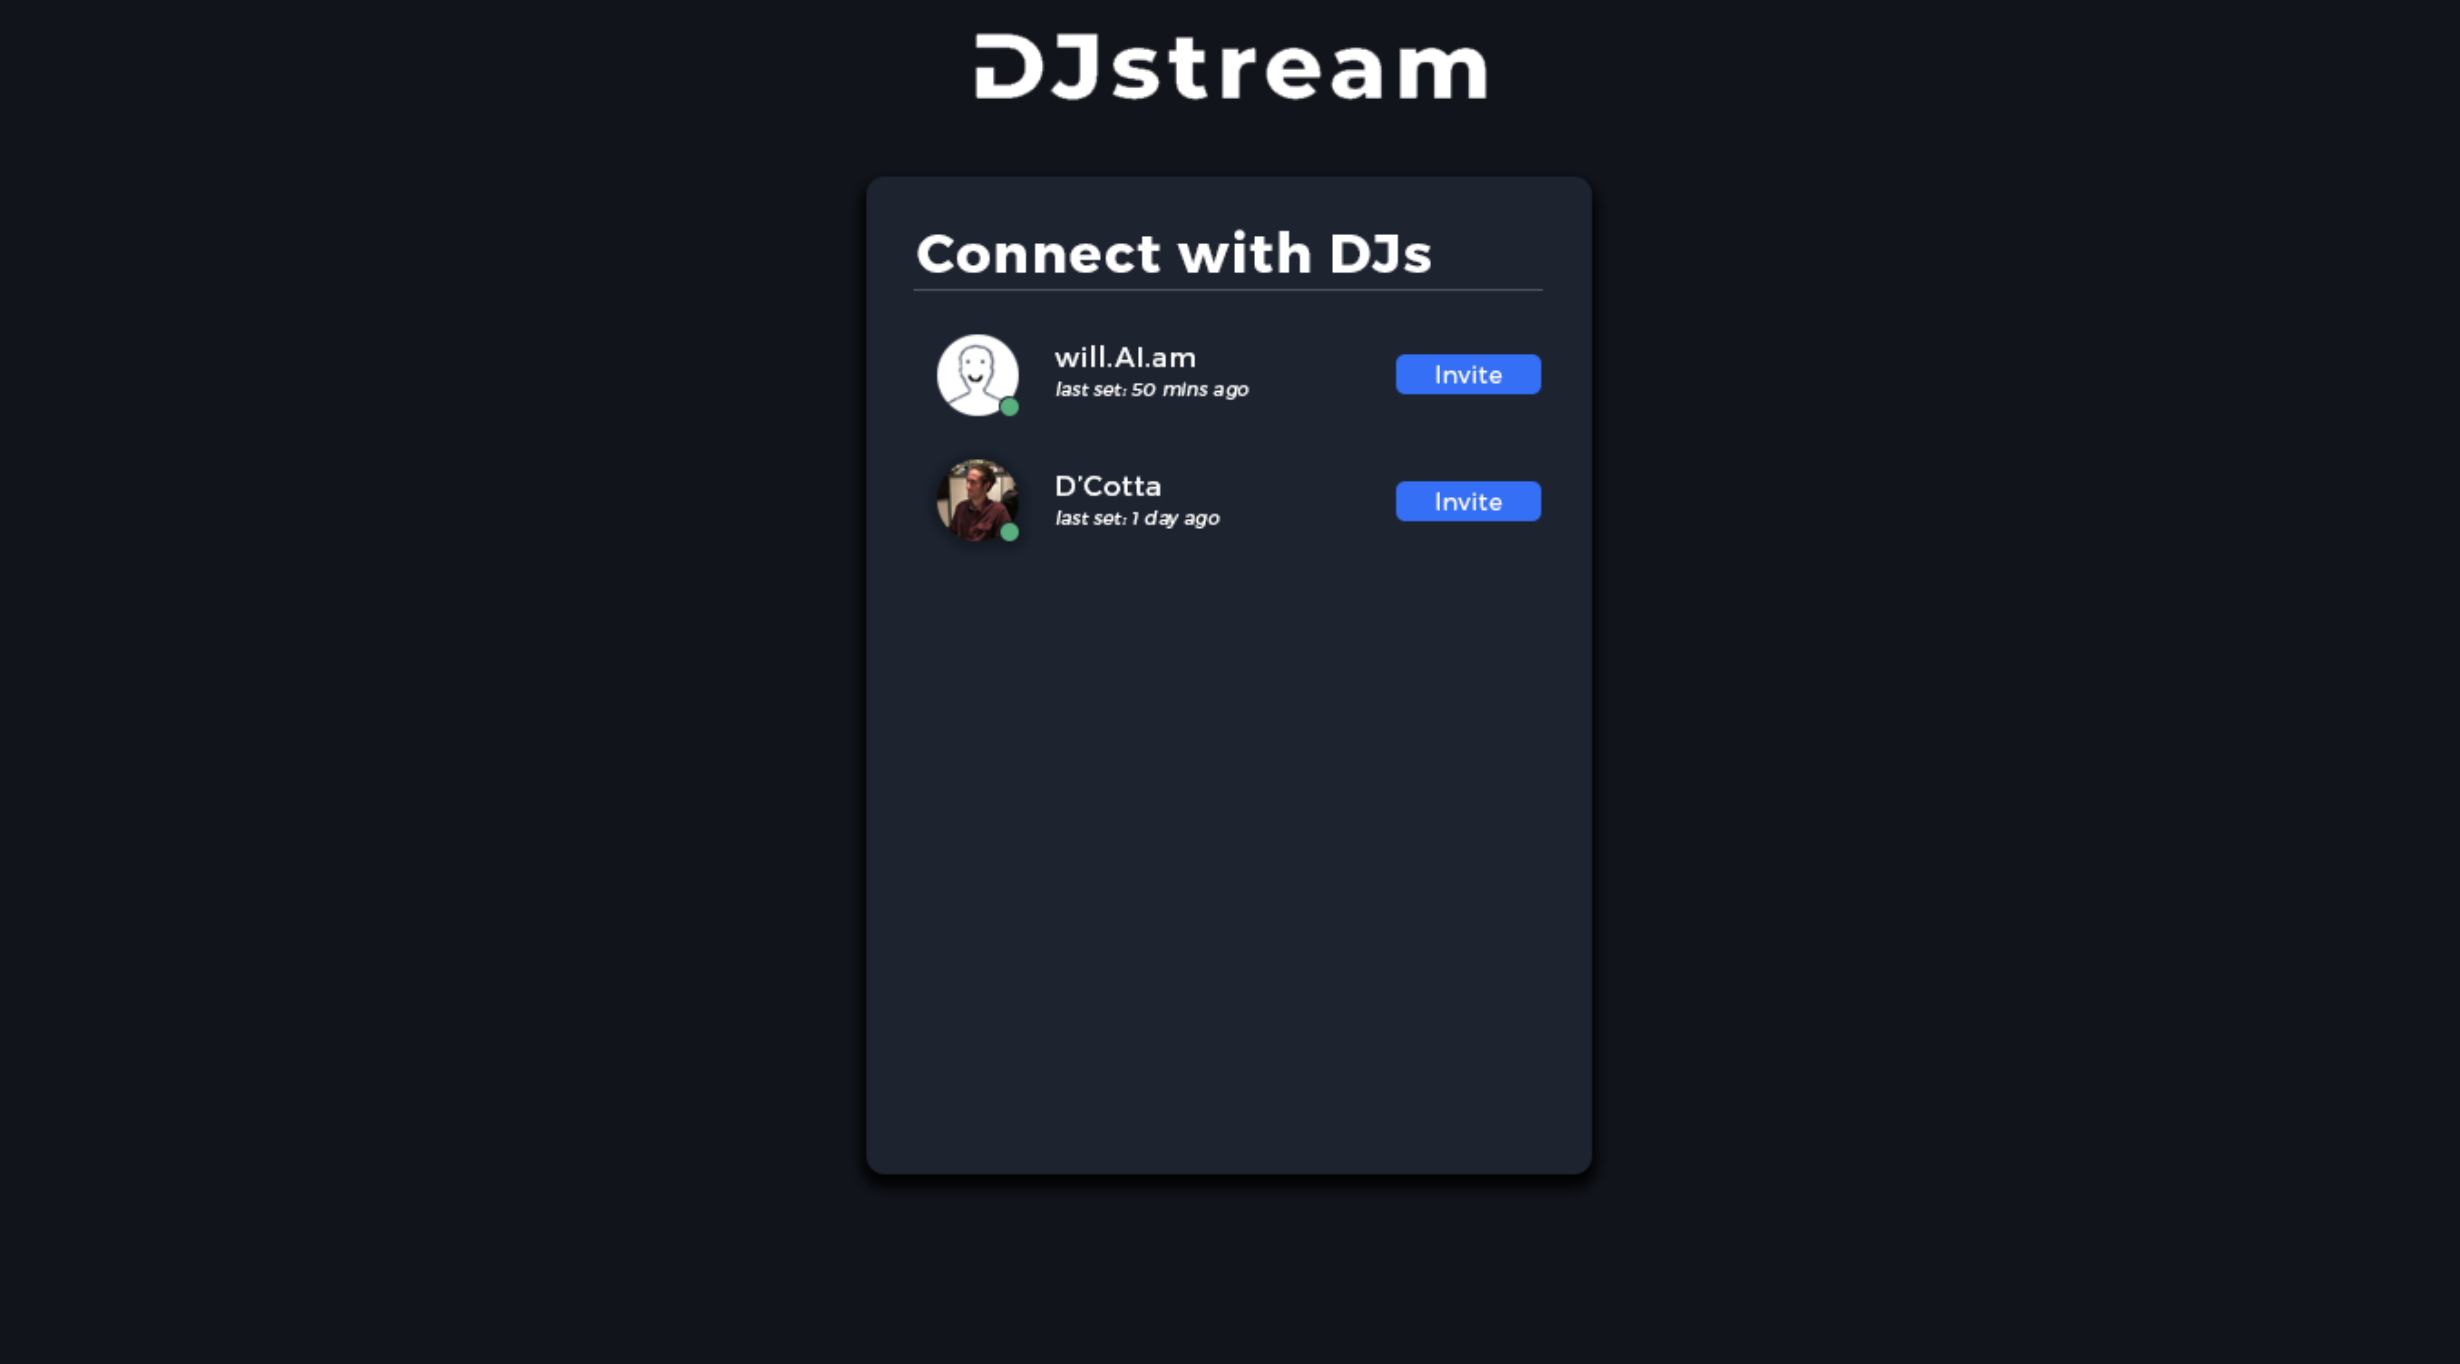 DJstream
Connect with DJs
will.AI.am
last set: 50 mins ago
Invite
D'Cotta
last set: 1 day ago
Invite